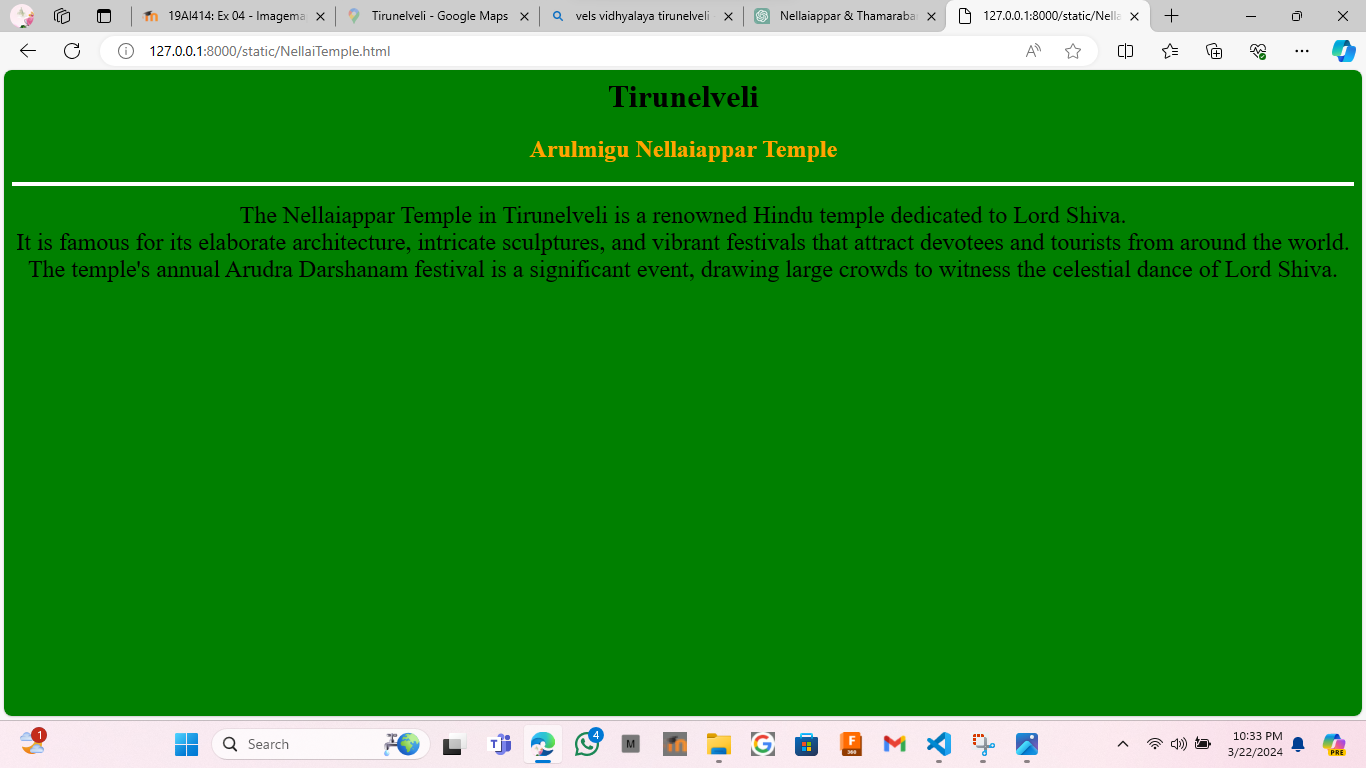 19AI414: Ex 04 - Imagema
Tirunelveli - Google Maps
vels vidhyalaya tirunelveli
Nellaiappar & Thamaraba
127.0.0.1:8000/static/Nella
127.0.0.1:8000/static/NellaiTemple.html
Tirunelveli
Arulmigu Nellaiappar Temple
The Nellaiappar Temple in Tirunelveli is a renowned Hindu temple dedicated to Lord Shiva.
It is famous for its elaborate architecture, intricate sculptures, and vibrant festivals that attract devotees and tourists from around the world.
The temple's annual Arudra Darshanam festival is a significant event, drawing large crowds to witness the celestial dance of Lord Shiva.
1
Search
4
M
F
360
10:33 PM
3/22/2024
PRE